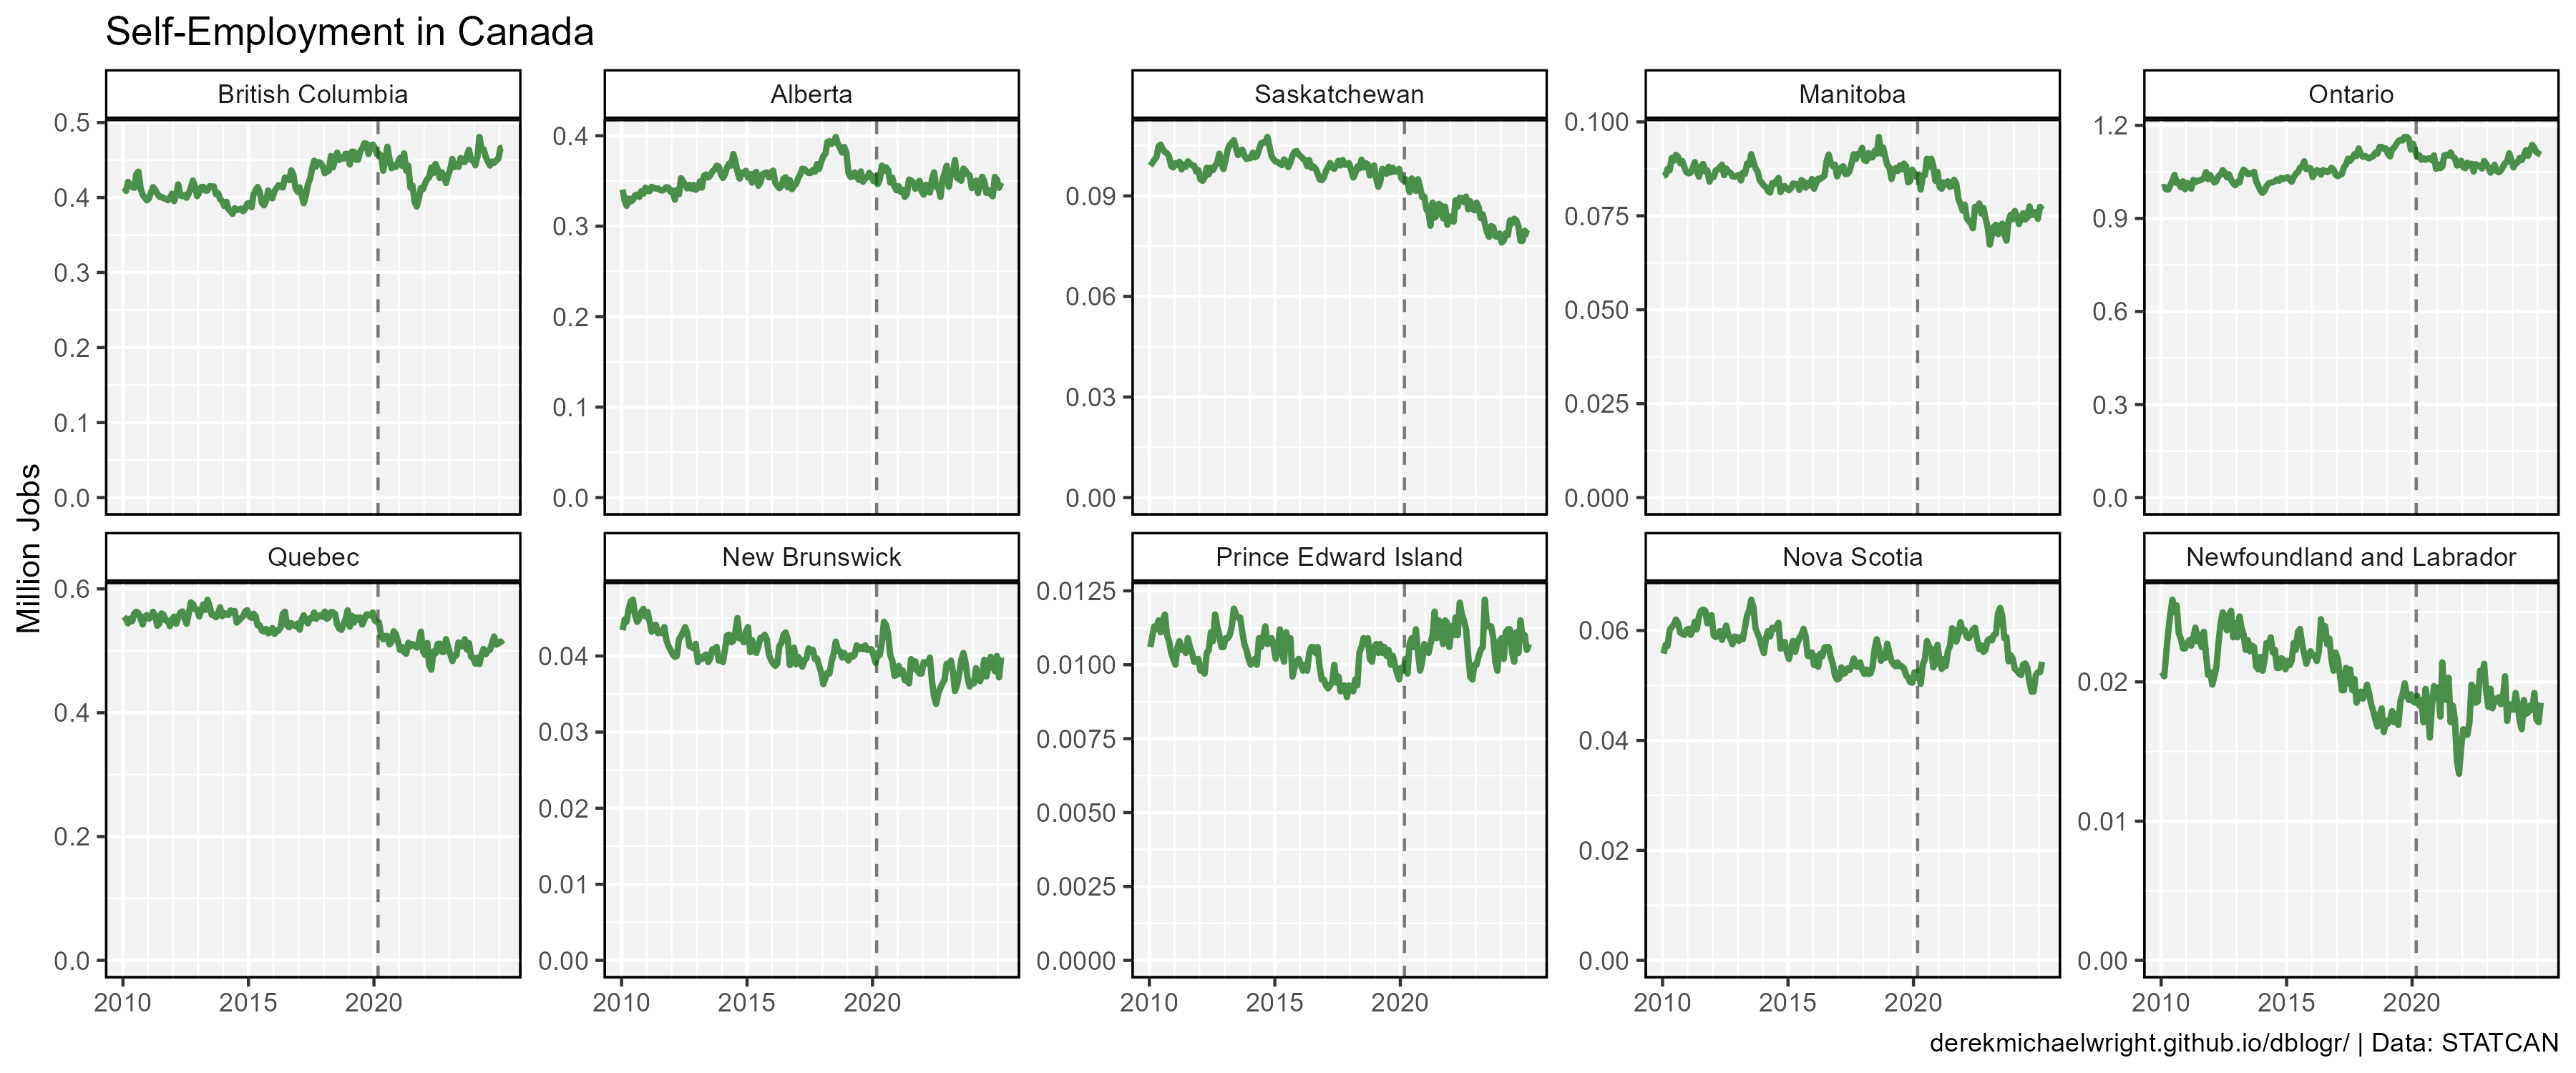 Self-Employment in Canada
Million Jobs
British Columbia
0.5
0.4
0.3
0.2
0.1
0.0
Alberta
0.4
0.3
0.2
0.1
0.0
Saskatchewan
0.09
0.06
0.03
0.00
Manitoba
0.100
0.075
0.050
0.025
0.000
Ontario
1.2
0.9
0.6
0.3
0.0
Quebec
0.6
0.4
0.2
0.0
2010 2015 2020
New Brunswick
0.04
0.03
0.02
0.01
0.00
2010 2015 2020
Prince Edward Island
0.0125
0.0100
0.0075
0.0050
0.0025
0.0000
2010 2015 2020
Nova Scotia
0.06
0.04
0.02
0.00
2010 2015 2020
Newfoundland and Labrador
0.02
0.01
0.00
2010 2015 2020
derekmichaelwright.github.io/dblogr/ | Data: STATCAN